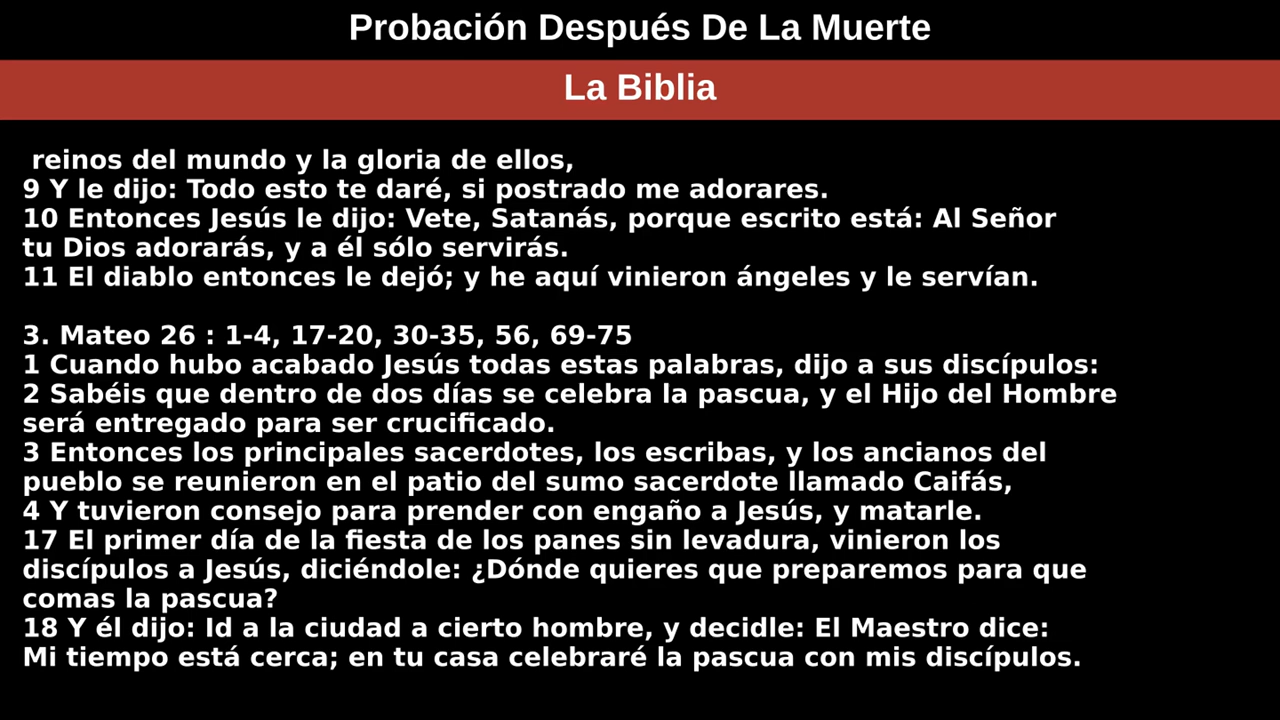 Probación Después De La Muerte
La Biblia
reinos del mundo y la gloria de ellos,
9 Y le dijo: Todo esto te daré, si postrado me adorares.
10 Entonces Jesús le dijo: Vete, Satanás, porque escrito está: Al Señor
tu Dios adorarás, y a él sólo servirás.
11 El diablo entonces le dejó; y he aquí vinieron ángeles y le servían.
3. Mateo 26 : 1-4, 17-20, 30-35, 56, 69-75
1 Cuando hubo acabado Jesús todas estas palabras, dijo a sus discípulos:
2 Sabéis que dentro de dos días se celebra la pascua, y el Hijo del Hombre
será entregado para ser crucificado.
3 Entonces los principales sacerdotes, los escribas, y los ancianos del
pueblo se reunieron en el patio del sumo sacerdote llamado Caifás,
4 Y tuvieron consejo para prender con engaño a Jesús, y matarle.
17 El primer día de la fiesta de los panes sin levadura, vinieron los
discípulos a Jesús, diciéndole: ¿Dónde quieres que preparemos para que
comas la pascua?
18 Y él dijo: Id a la ciudad a cierto hombre, y decidle: El Maestro dice:
Mi tiempo está cerca; en tu casa celebraré la pascua con mis discípulos.